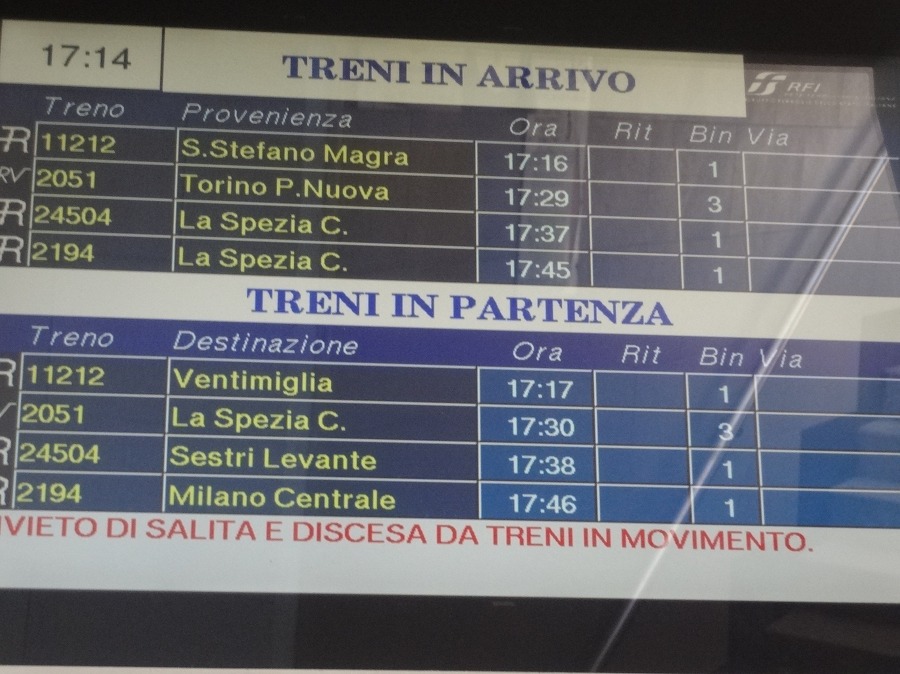 17:14 TRENI IN ARRIVO RFI
Treno Provenienza Ora Rit Bin Via
R 11212 S.Stefano Magra 17:16 1
RV 2051 Torino P.Nuova 17:29 3
R 24504 La Spezia C. 17:37 1
R 2194 La Spezia C. 17:45 1
TRENI IN PARTENZA
Treno Destinazione Ora Rit Bin Via
R 11212 Ventimiglia 17:17 1
V 2051 La Spezia C. 17:30 3
R 24504 Sestri Levante 17:38 1
R 2194 Milano Centrale 17:46 1
IVIETO DI SALITA E DISCESA DA TRENI IN MOVIMENTO.